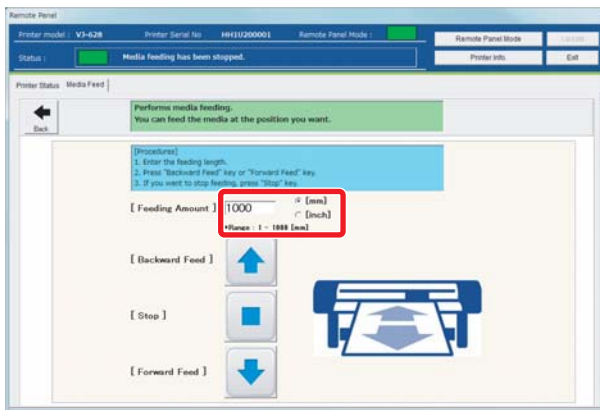 Remote Panel
Printer model : VJ-628 Printer Serial No HH1U200001 Remote Panel Mode : Remote Panel Mode
Status : Media feeding has been stopped. Printer Info. Exit
Printer Status Media Feed
Back
Performs media feeding.
You can feed the media at the position you want.
[Procedures]
1. Enter the feeding length.
2. Press "Backward Feed" key or "Forward Feed" key.
3. If you want to stop feeding, press "Stop" key.
[ Feeding Amount ] 1000 [mm]
[inch]
*Range : 1 - 1000 [mm]
[ Backward Feed ]
[ Stop ]
[ Forward Feed ]